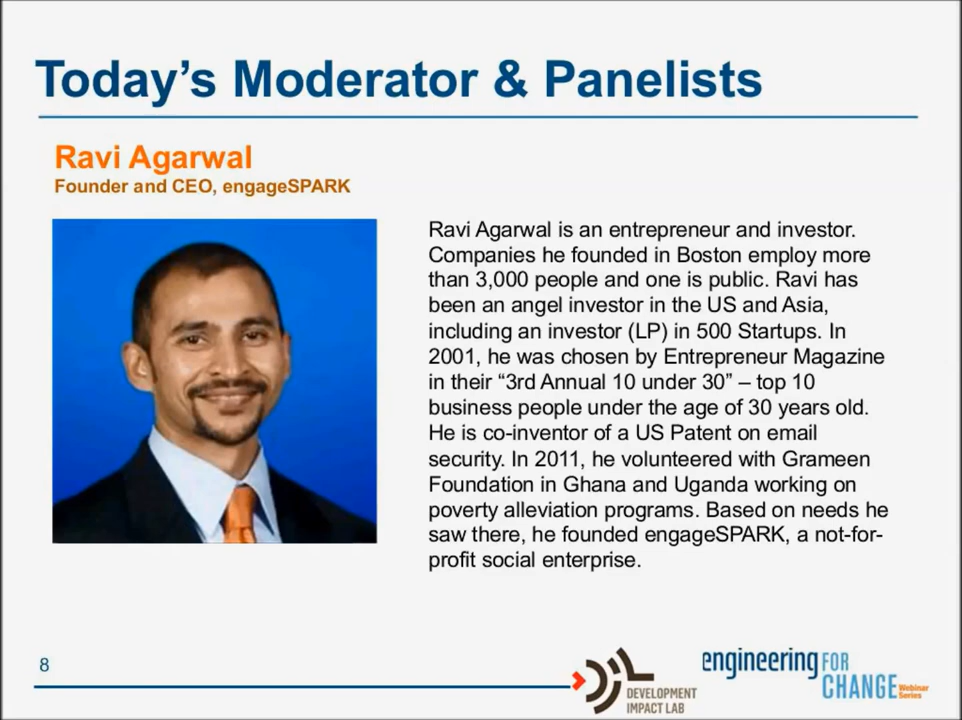 Today’s Moderator & Panelists
Ravi Agarwal
Founder and CEO, engageSPARK
Ravi Agarwal is an entrepreneur and investor.
Companies he founded in Boston employ more
than 3,000 people and one is public. Ravi has
been an angel investor in the US and Asia,
including an investor (LP) in 500 Startups. In
2001, he was chosen by Entrepreneur Magazine
in their “3rd Annual 10 under 30” – top 10
business people under the age of 30 years old.
He is co-inventor of a US Patent on email
security. In 2011, he volunteered with Grameen
Foundation in Ghana and Uganda working on
poverty alleviation programs. Based on needs he
saw there, he founded engageSPARK, a not-for-
profit social enterprise.
8
DIL
DEVELOPMENT
IMPACT LAB
engineering FOR
CHANGE Webinar
Series